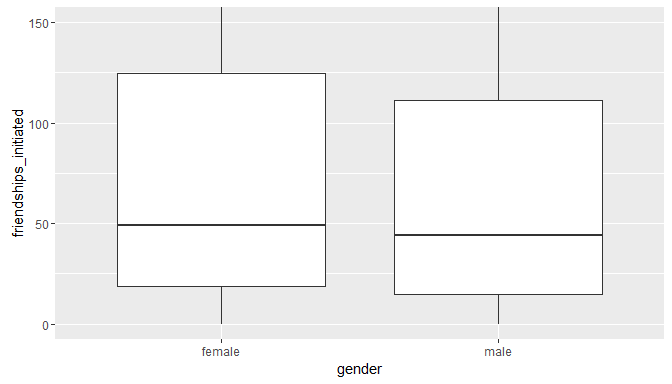 friendships_initiated
150
100
50
0
female male
gender